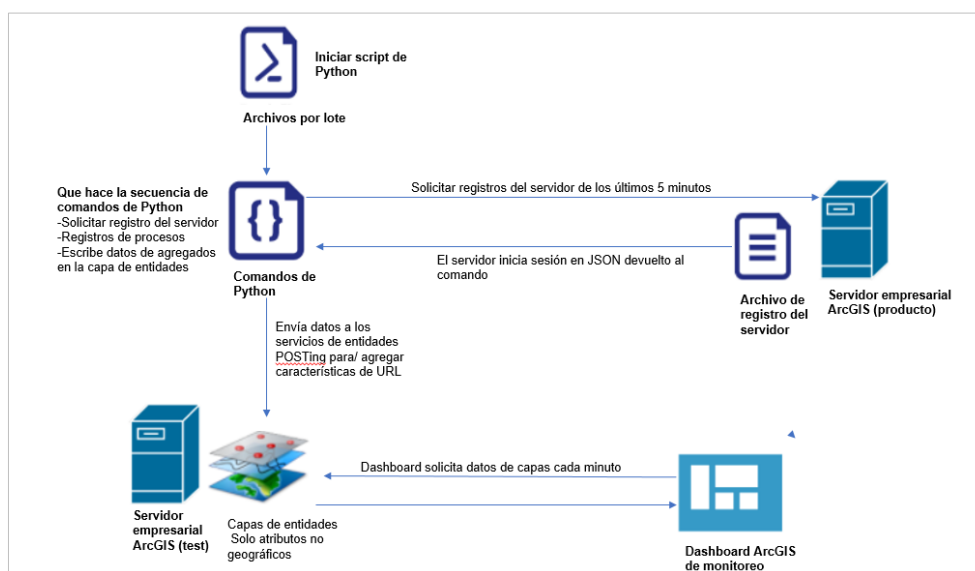 Iniciar script de
Python
Archivos por lote
Que hace la secuencia de
comandos de Python
-Solicitar registro del servidor
-Registros de procesos
-Escribe datos de agregados
en la capa de entidades
Solicitar registros del servidor de los últimos 5 minutos
El servidor inicia sesión en JSON devuelto al
comando
Comandos de
Python
Archivo de
registro del
servidor
Servidor empresarial
ArcGIS (producto)
Envía datos a los
servicios de entidades
POSTing para/ agregar
características de URL
Dashboard solicita datos de capas cada minuto
Servidor
empresarial
ArcGIS (test)
Capas de entidades
Solo atributos no
geográficos
Dashboard ArcGIS
de monitoreo